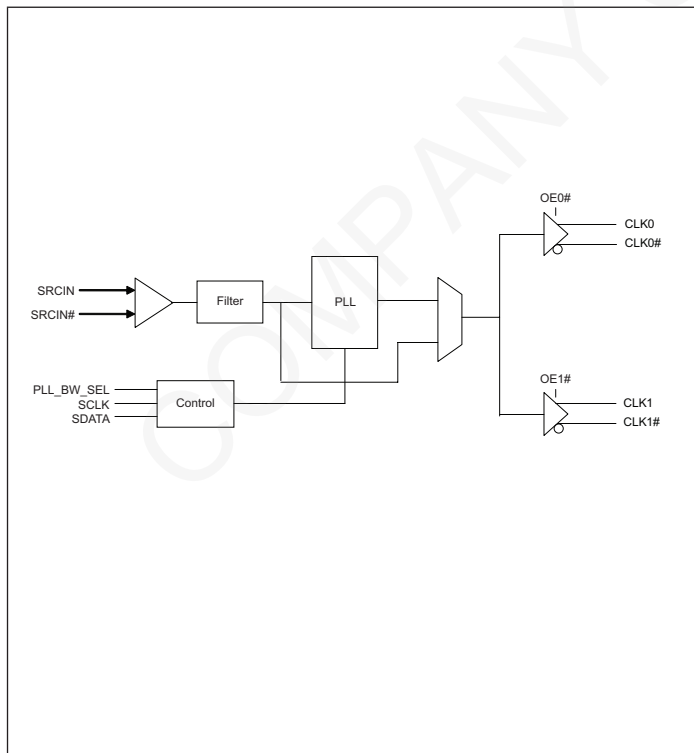 COMPANY
OE0#
CLK0
CLK0#
SRCIN
SRCIN#
Filter
PLL
PLL_BW_SEL
SCLK
SDATA
Control
OE1#
CLK1
CLK1#